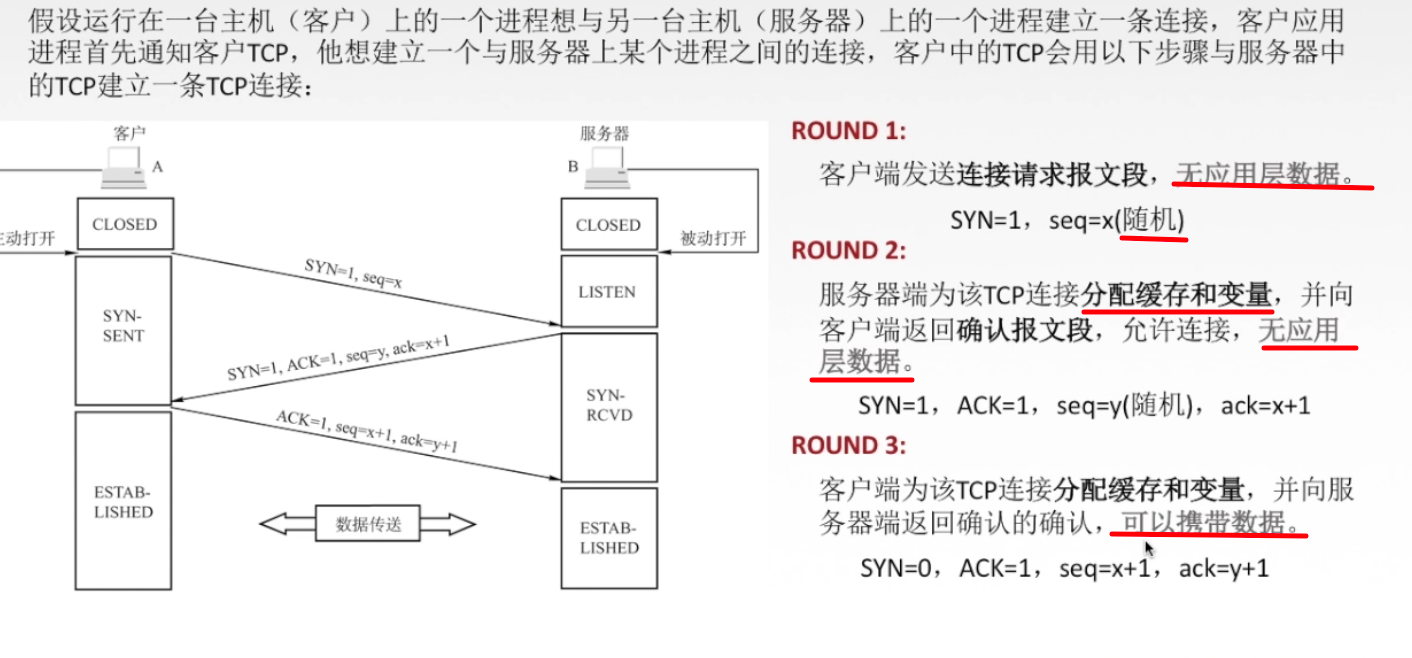 假设运行在一台主机（客户）上的一个进程想与另一台主机（服务器）上的一个进程建立一条连接，客户应用
进程首先通知客户TCP，他想建立一个与服务器上某个进程之间的连接，客户中的TCP会用以下步骤与服务器中
的TCP建立一条TCP连接：
客户
服务器
A
B
CLOSED
CLOSED
动打开
被动打开
SYN=1, seq=x
LISTEN
SYN-
SENT
SYN=1, ACK=1, seq=y, ack=x+1
SYN-
RCVD
ACK=1, seq=x+1, ack=y+1
ESTAB-
LISHED
数据传送
ESTAB-
LISHED
ROUND 1:
客户端发送连接请求报文段，无应用层数据。
SYN=1，seq=x(随机)
ROUND 2:
服务器端为该TCP连接分配缓存和变量，并向
客户端返回确认报文段，允许连接，无应用
层数据。
SYN=1，ACK=1，seq=y(随机)，ack=x+1
ROUND 3:
客户端为该TCP连接分配缓存和变量，并向服
务器端返回确认的确认，可以携带数据。
SYN=0，ACK=1，seq=x+1，ack=y+1